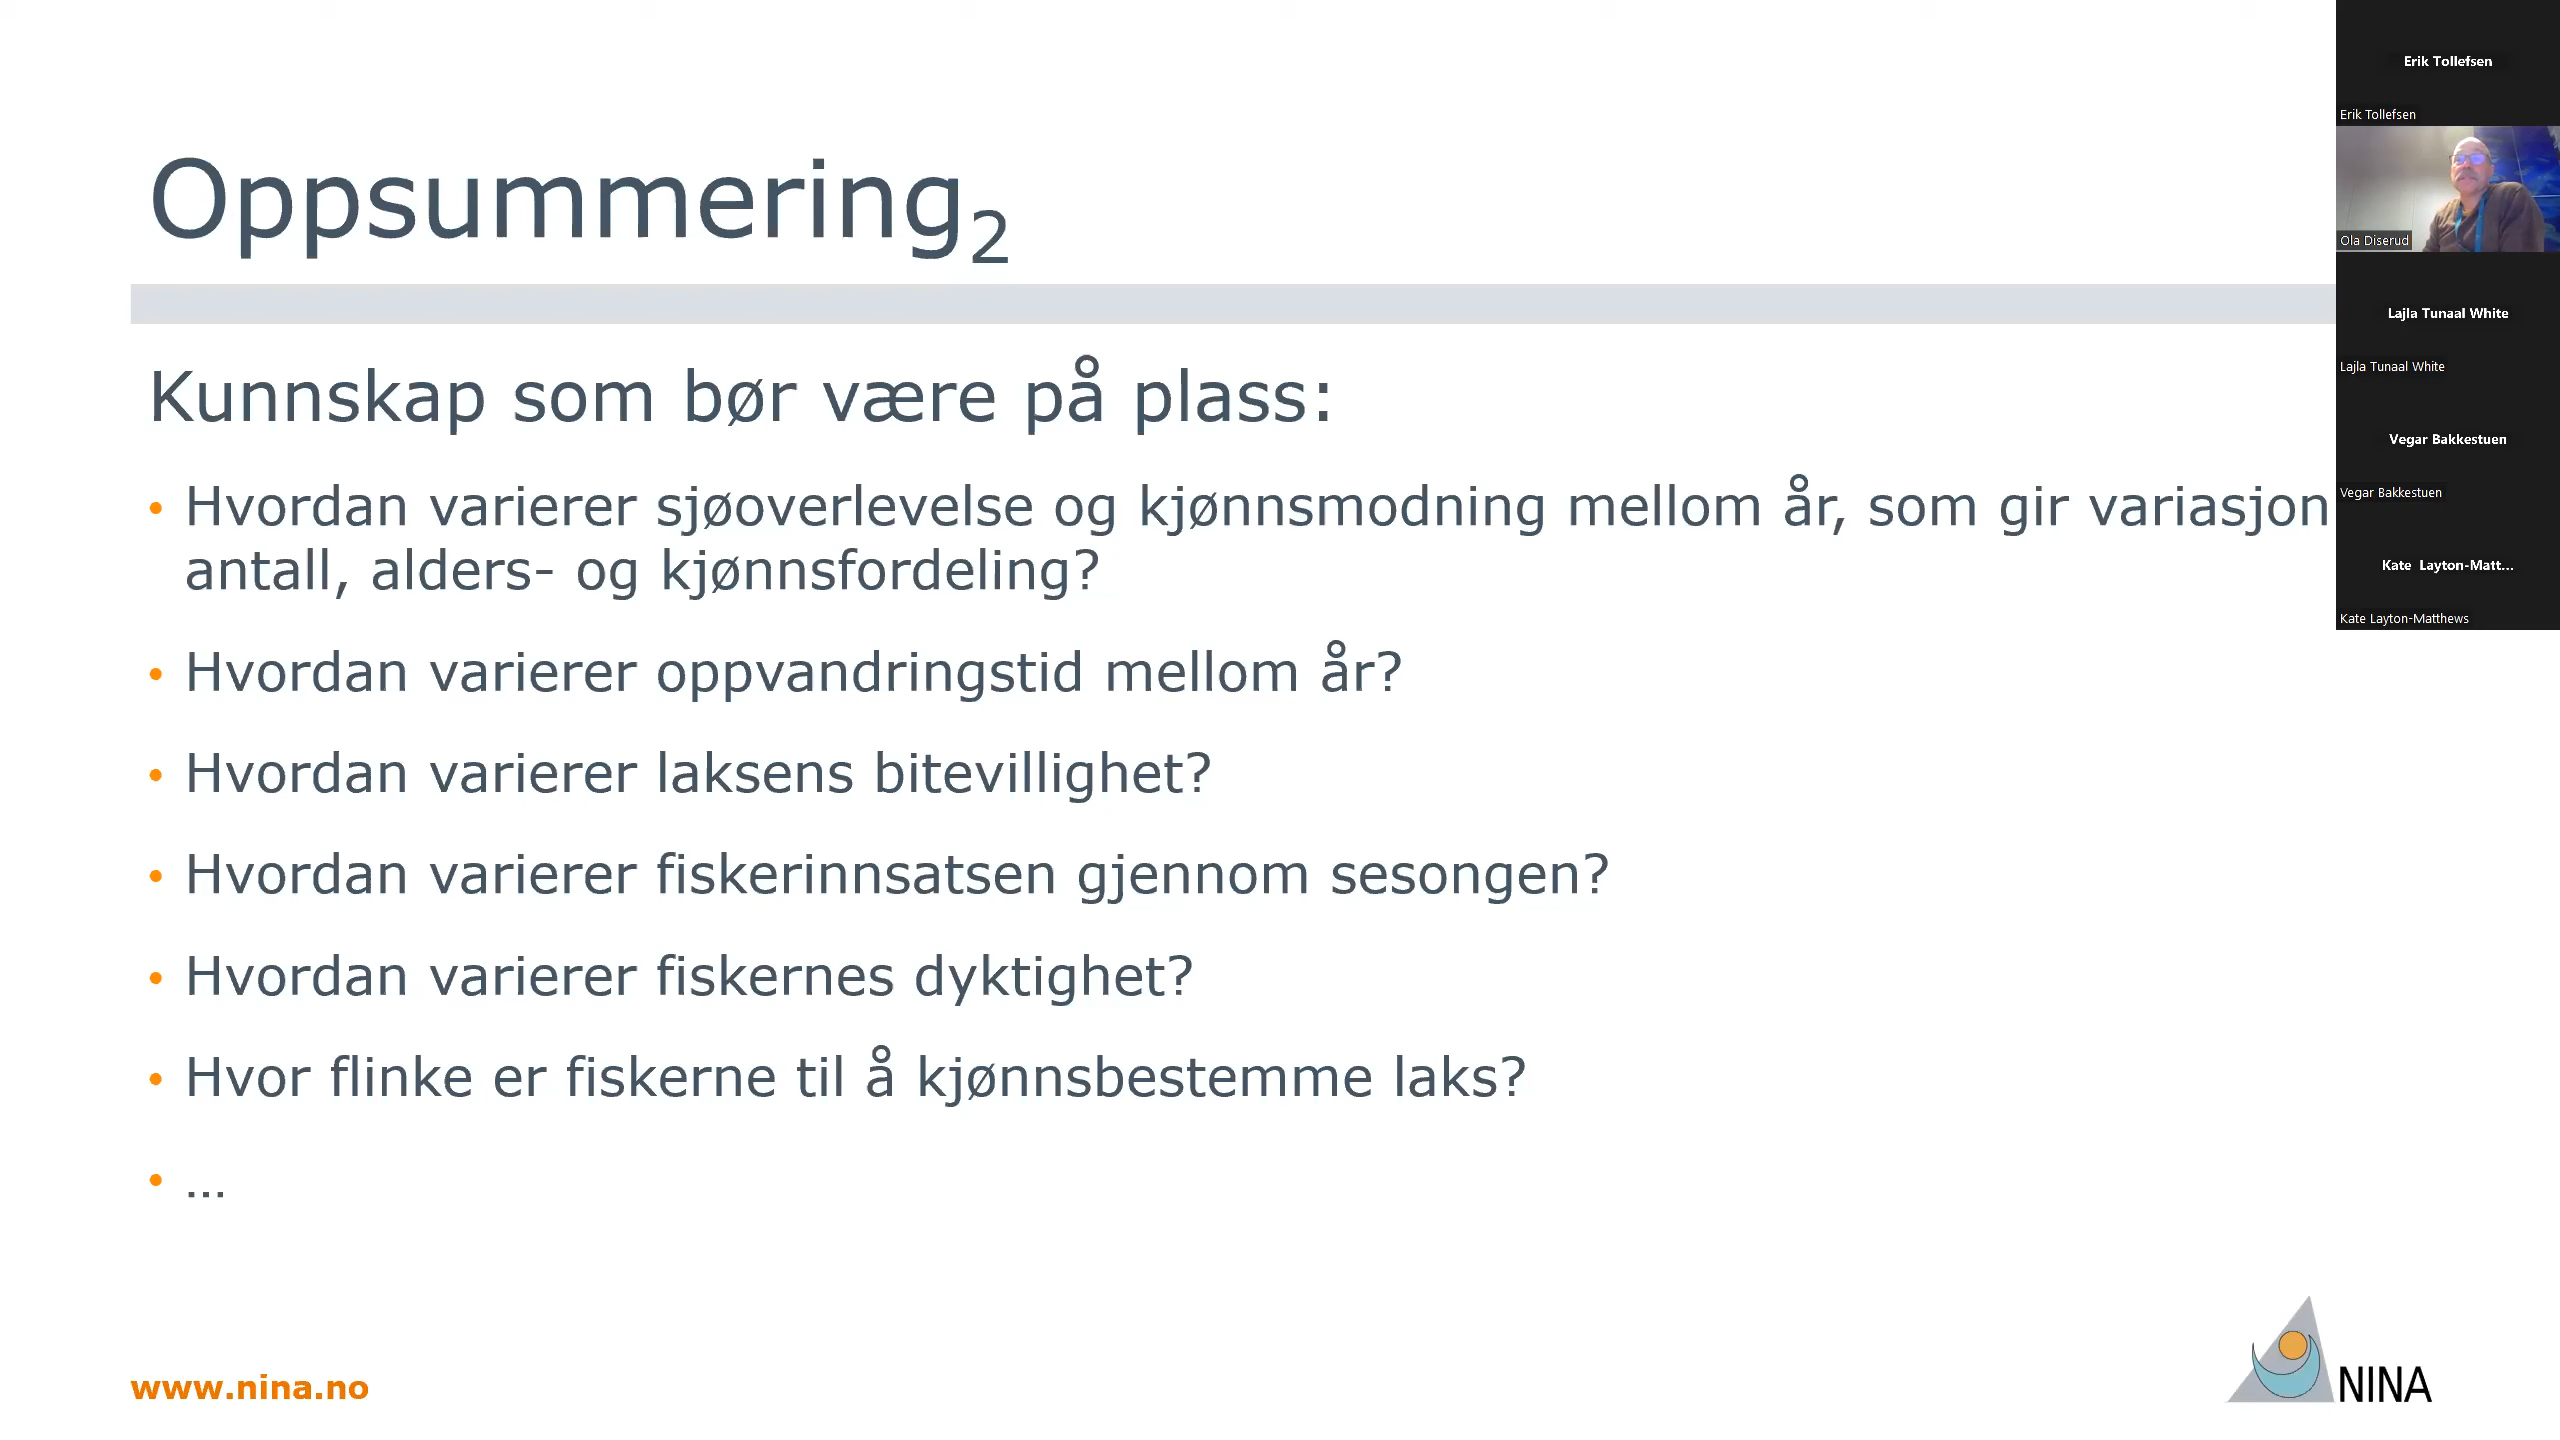 Oppsummering2
Kunnskap som bør være på plass:
• Hvordan varierer sjøoverlevelse og kjønnsmodning mellom år, som gir variasjon
antall, alders- og kjønnsfordeling?
• Hvordan varierer oppvandringstid mellom år?
• Hvordan varierer laksens bitevillighet?
• Hvordan varierer fiskerinnsatsen gjennom sesongen?
• Hvordan varierer fiskernes dyktighet?
• Hvor flinke er fiskerne til å kjønnsbestemme laks?
• …
www.nina.no
NINA
Erik Tollefsen
Erik Tollefsen
Ola Diserud
Lajla Tunaal White
Lajla Tunaal White
Vegar Bakkestuen
Vegar Bakkestuen
Kate Layton-Matt...
Kate Layton-Matthews